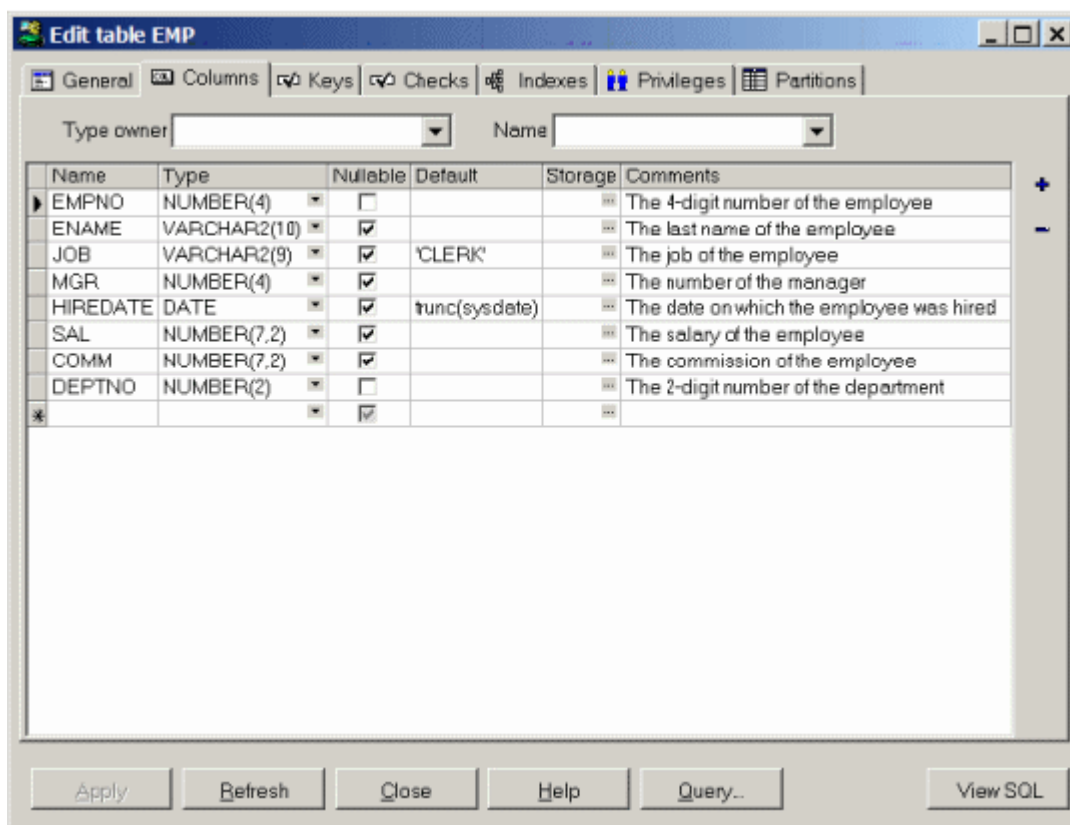 Edit table EMP
General Columns Keys Checks Indexes Privileges Partitions
Type owner Name
Name Type Nullable Default Storage Comments
EMPNO NUMBER(4) ... The 4-digit number of the employee
ENAME VARCHAR2(10) ... The last name of the employee
JOB VARCHAR2(9) 'CLERK' ... The job of the employee
MGR NUMBER(4) ... The number of the manager
HIREDATE DATE trunc(sysdate) ... The date on which the employee was hired
SAL NUMBER(7,2) ... The salary of the employee
COMM NUMBER(7,2) ... The commission of the employee
DEPTNO NUMBER(2) ... The 2-digit number of the department
* ...
Apply Refresh Close Help Query... View SQL